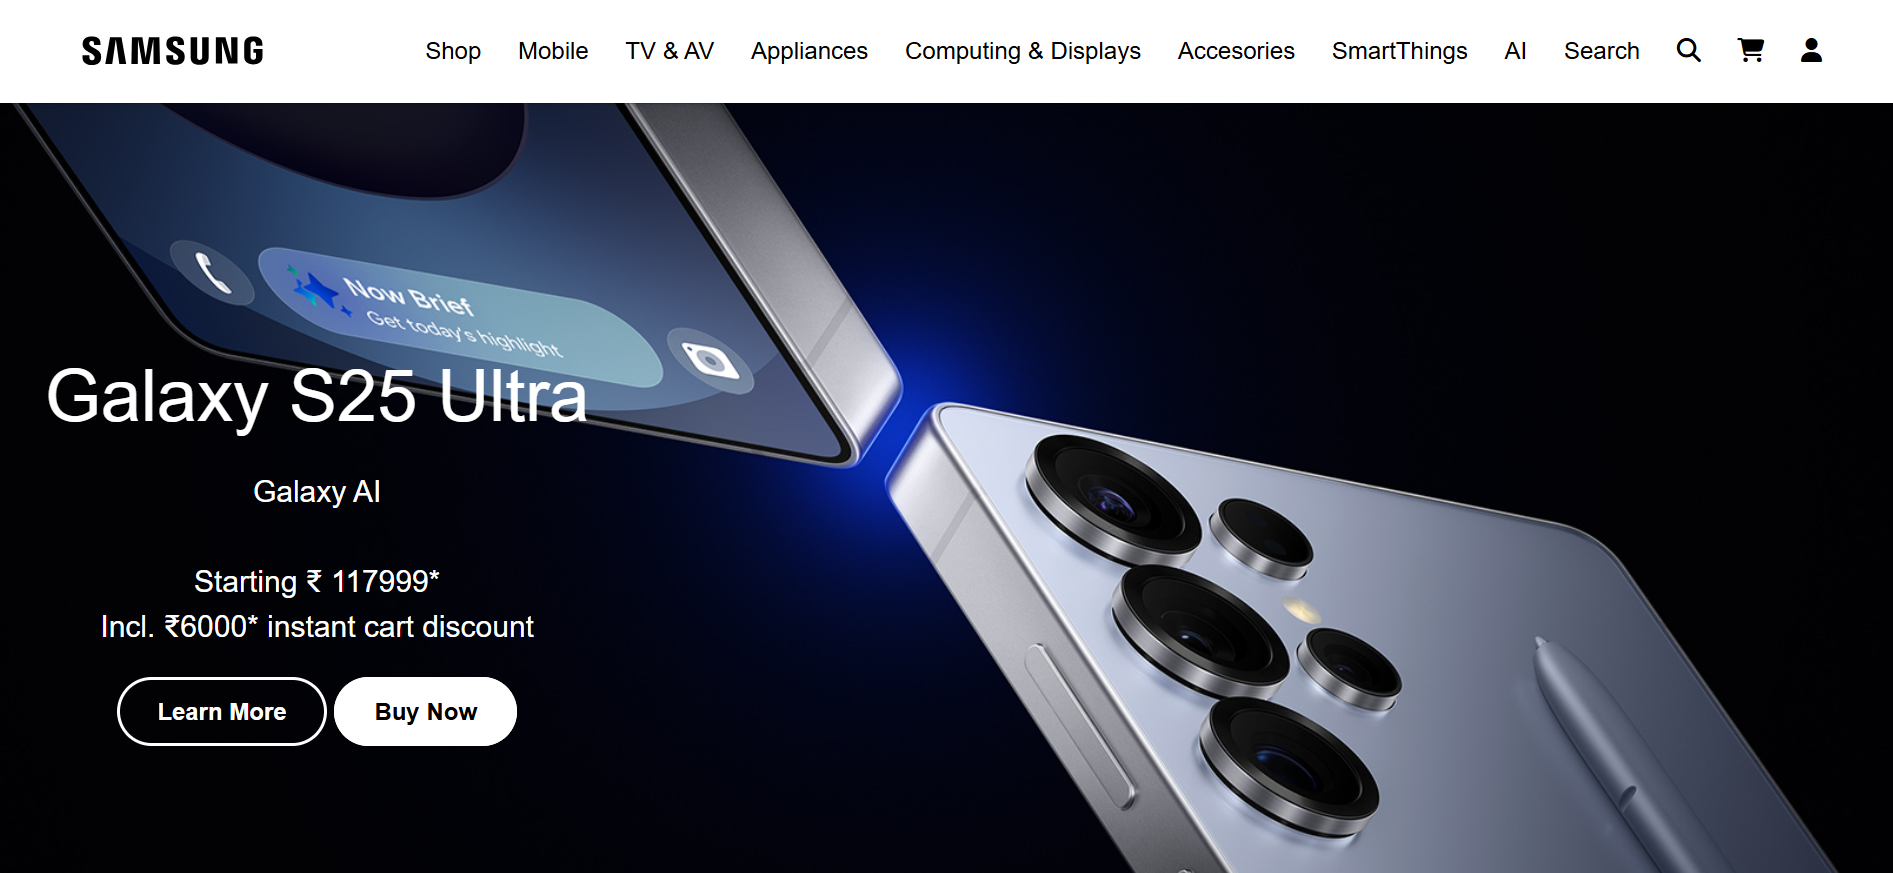 SAMSUNG
Shop Mobile TV & AV Appliances Computing & Displays Accesories SmartThings AI Search
Now Brief
Get today's highlight
Galaxy S25 Ultra
Galaxy AI
Starting ₹ 117999*
Incl. ₹6000* instant cart discount
Learn More Buy Now